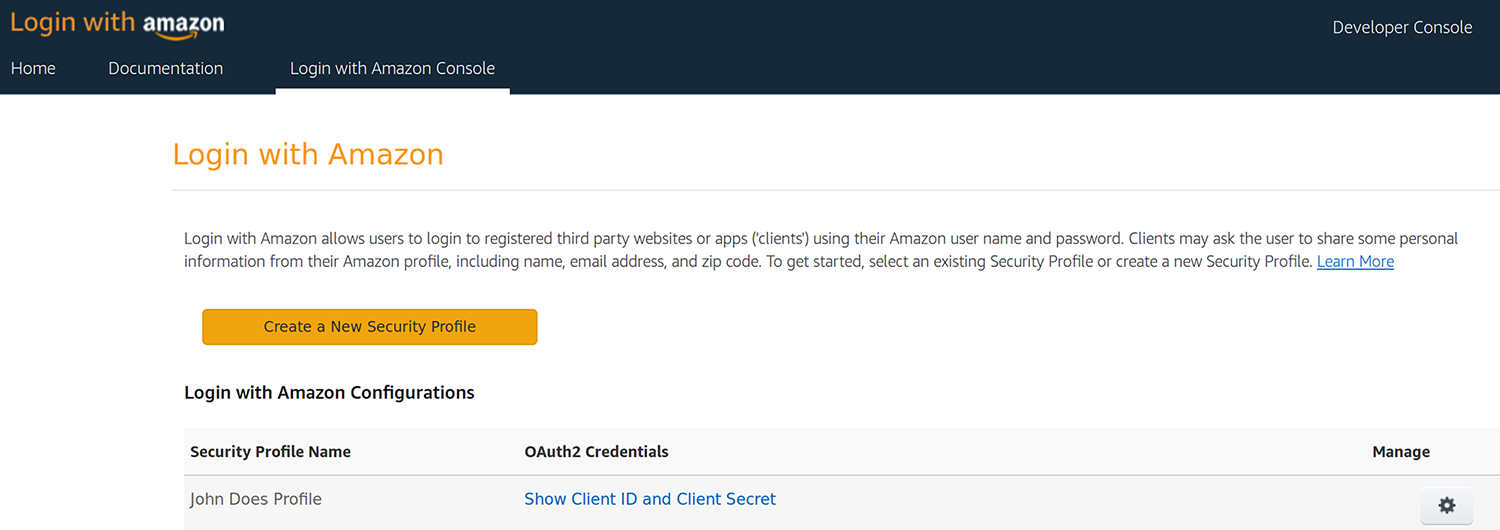 Login with amazon
Developer Console
Home Documentation Login with Amazon Console
Login with Amazon
Login with Amazon allows users to login to registered third party websites or apps ('clients') using their Amazon user name and password. Clients may ask the user to share some personal
information from their Amazon profile, including name, email address, and zip code. To get started, select an existing Security Profile or create a new Security Profile. Learn More
Create a New Security Profile
Login with Amazon Configurations
Security Profile Name OAuth2 Credentials Manage
John Does Profile Show Client ID and Client Secret